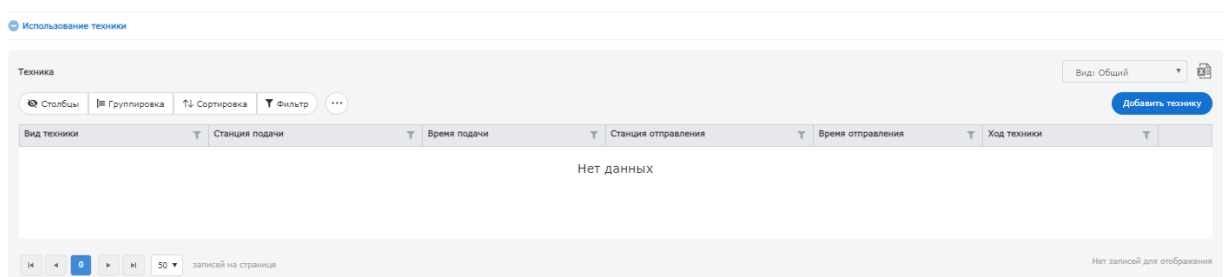 Использование техники
Техника
Вид: Общий
Столбцы Группировка Сортировка Фильтр ...
Добавить технику
Вид техники Станция подачи Время подачи Станция отправления Время отправления Ход техники
Нет данных
0 50 записей на странице
Нет записей для отображения